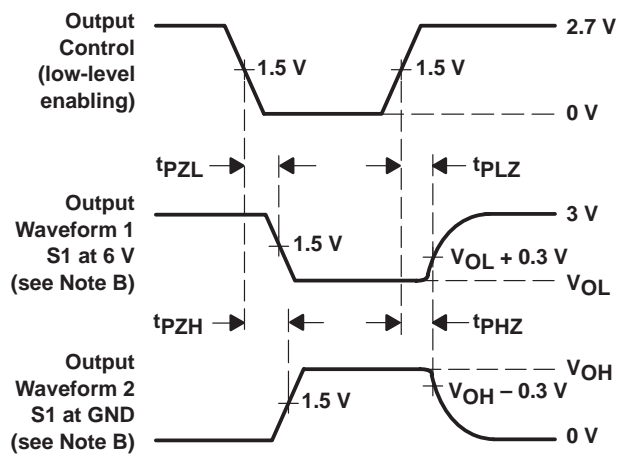 Output
Control
(low-level
enabling)
2.7 V
1.5 V
1.5 V
0 V
tPZL
tPLZ
Output
Waveform 1
S1 at 6 V
(see Note B)
3 V
1.5 V
VOL + 0.3 V
VOL
tPZH
tPHZ
Output
Waveform 2
S1 at GND
(see Note B)
VOH
VOH – 0.3 V
1.5 V
0 V